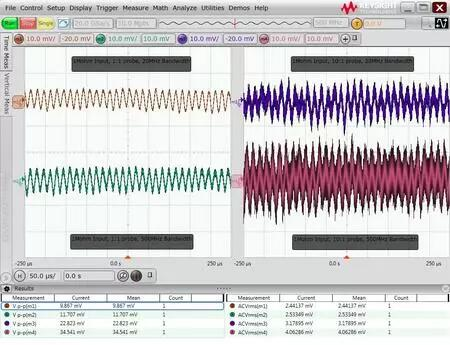 File Control Setup Display Trigger Measure Math Analyze Utilities Demos Help
KEYSIGHT
Run Stop Single 20.0 GSa/s 10.0 Mpts 500 MHz T 0.0 V
m1 10.0 mV/ -20.0 mV m2 10.0 mV/ 10.0 mV/ m3 10.0 mV/ -20.0 mV m4 10.0 mV/ 10.0 mV/
Time Meas
Vertical Meas
1Mohm Input, 1:1 probe, 20MHz Bandwidth
1Mohm Input, 10:1 probe, 20MHz Bandwidth
1Mohm Input, 1:1 probe, 500MHz Bandwidth
1Mohm Input, 10:1 probe, 500MHz Bandwidth
-250 µs 0.0 s 250 µs -250 µs 0.0 s 250 µs
H 50.0 µs/ 0.0 s
Results
Measurement Current Mean Count Measurement Current Mean Count
V p-p(m1) 9.867 mV 9.867 mV 1 ACVrms(m1) 2.44137 mV 2.44137 mV 1
V p-p(m2) 11.707 mV 11.707 mV 1 ACVrms(m2) 2.53349 mV 2.53349 mV 1
V p-p(m3) 22.823 mV 22.823 mV 1 ACVrms(m3) 3.17895 mV 3.17895 mV 1
V p-p(m4) 34.541 mV 34.541 mV 1 ACVrms(m4) 4.06286 mV 4.06286 mV 1